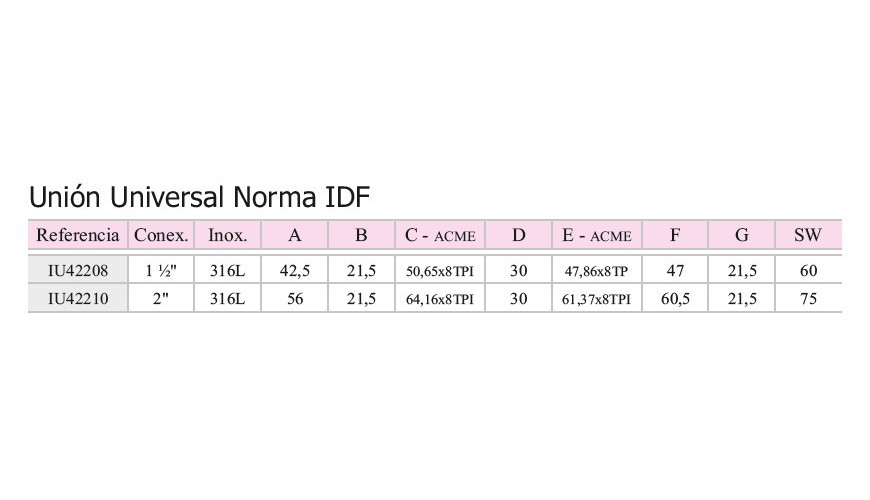 Unión Universal Norma IDF
Referencia Conex. Inox. A B C - ACME D E - ACME F G SW
IU42208 1 ½" 316L 42,5 21,5 50,65x8TPI 30 47,86x8TP 47 21,5 60
IU42210 2" 316L 56 21,5 64,16x8TPI 30 61,37x8TPI 60,5 21,5 75